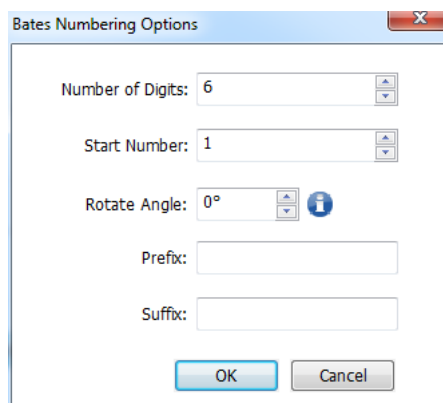 Bates Numbering Options
Number of Digits: 6
Start Number: 1
Rotate Angle: 0°
Prefix:
Suffix:
OK Cancel